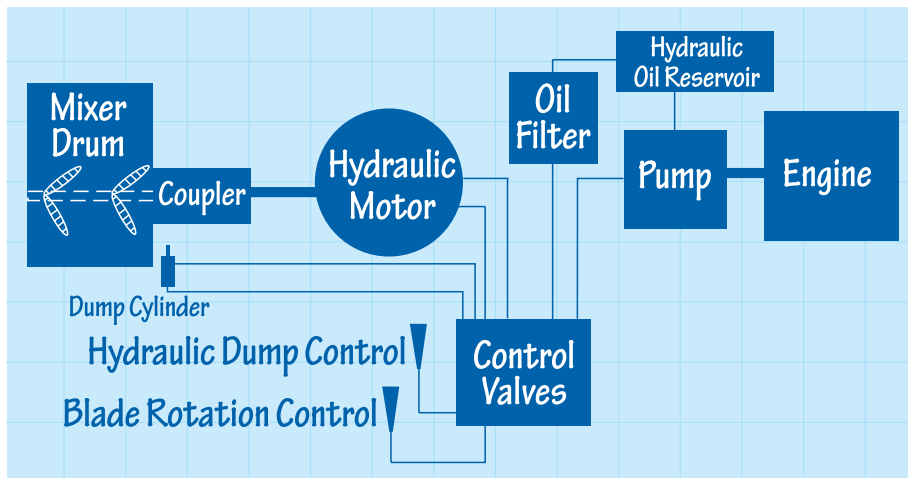 Hydraulic
Oil Reservoir
Mixer
Drum
Oil
Filter
Hydraulic
Motor
Pump
Engine
Coupler
Dump Cylinder
Hydraulic Dump Control
Control
Valves
Blade Rotation Control